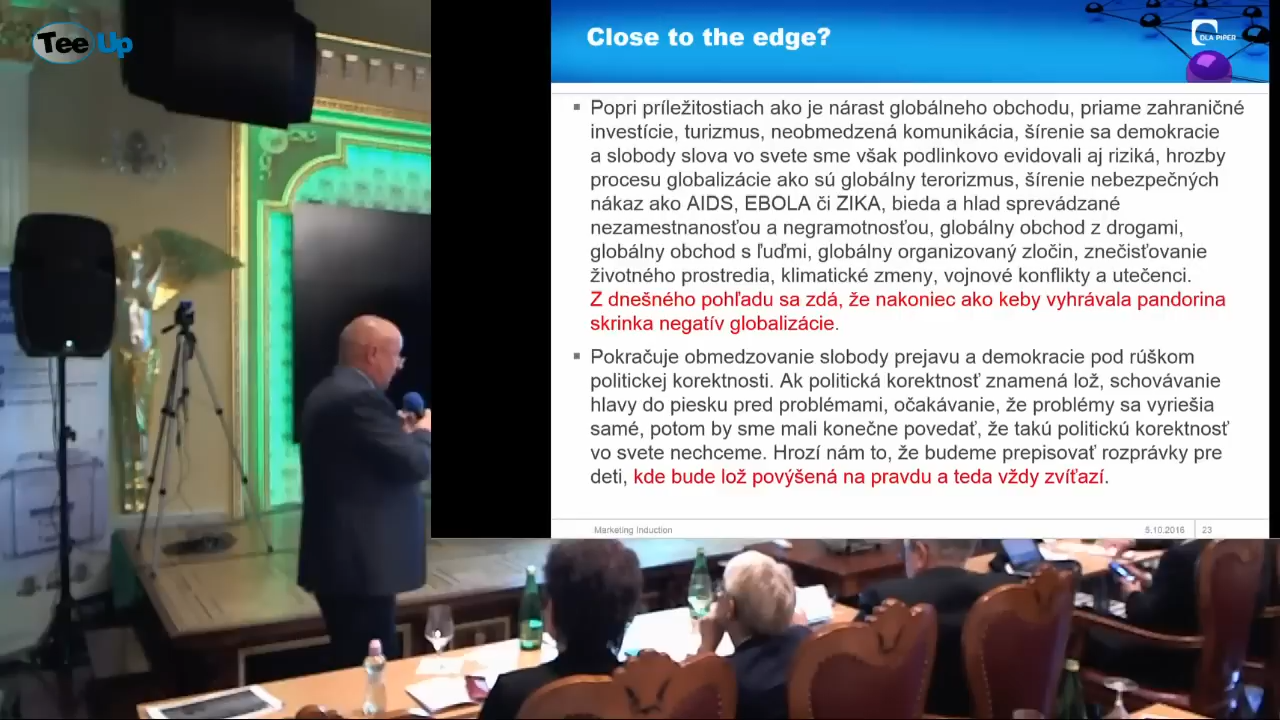 Tee Up
Close to the edge?
DLA PIPER
Popri príležitostiach ako je nárast globálneho obchodu, priame zahraničné
investície, turizmus, neobmedzená komunikácia, šírenie sa demokracie
a slobody slova vo svete sme však podlinkovo evidovali aj riziká, hrozby
procesu globalizácie ako sú globálny terorizmus, šírenie nebezpečných
nákaz ako AIDS, EBOLA či ZIKA, bieda a hlad sprevádzané
nezamestnanosťou a negramotnosťou, globálny obchod z drogami,
globálny obchod s ľuďmi, globálny organizovaný zločin, znečisťovanie
životného prostredia, klimatické zmeny, vojnové konflikty a utečenci.
Z dnešného pohľadu sa zdá, že nakoniec ako keby vyhrávala pandorina
skrinka negatív globalizácie.
Pokračuje obmedzovanie slobody prejavu a demokracie pod rúškom
politickej korektnosti. Ak politická korektnosť znamená lož, schovávanie
hlavy do piesku pred problémami, očakávanie, že problémy sa vyriešia
samé, potom by sme mali konečne povedať, že takú politickú korektnosť
vo svete nechceme. Hrozí nám to, že budeme prepisovať rozprávky pre
deti, kde bude lož povýšená na pravdu a teda vždy zvíťazí.
Marketing Induction
5.10.2016
23